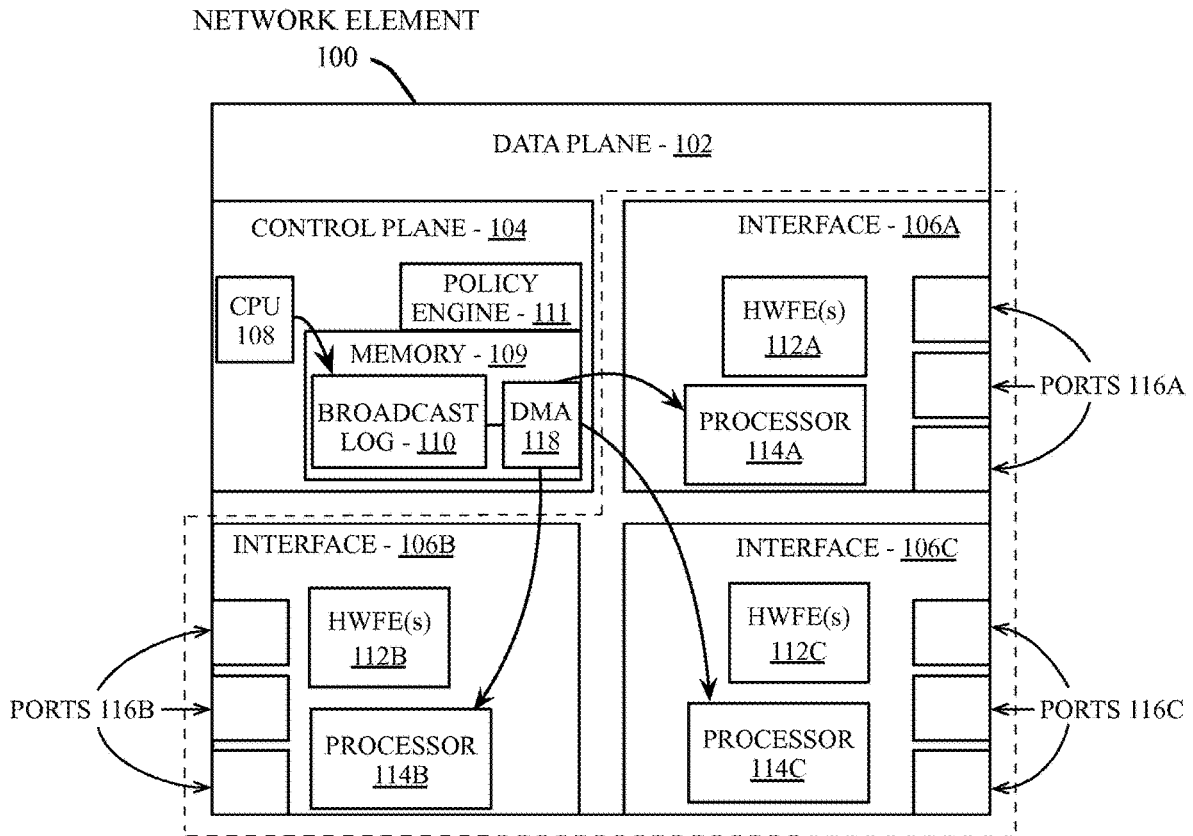 NETWORK ELEMENT
100
DATA PLANE - 102
CONTROL PLANE - 104
CPU
108
POLICY
ENGINE - 111
MEMORY - 109
BROADCAST
LOG - 110
DMA
118
INTERFACE - 106A
HWFE(s)
112A
PROCESSOR
114A
PORTS 116A
INTERFACE - 106B
HWFE(s)
112B
PROCESSOR
114B
PORTS 116B
INTERFACE - 106C
HWFE(s)
112C
PROCESSOR
114C
PORTS 116C